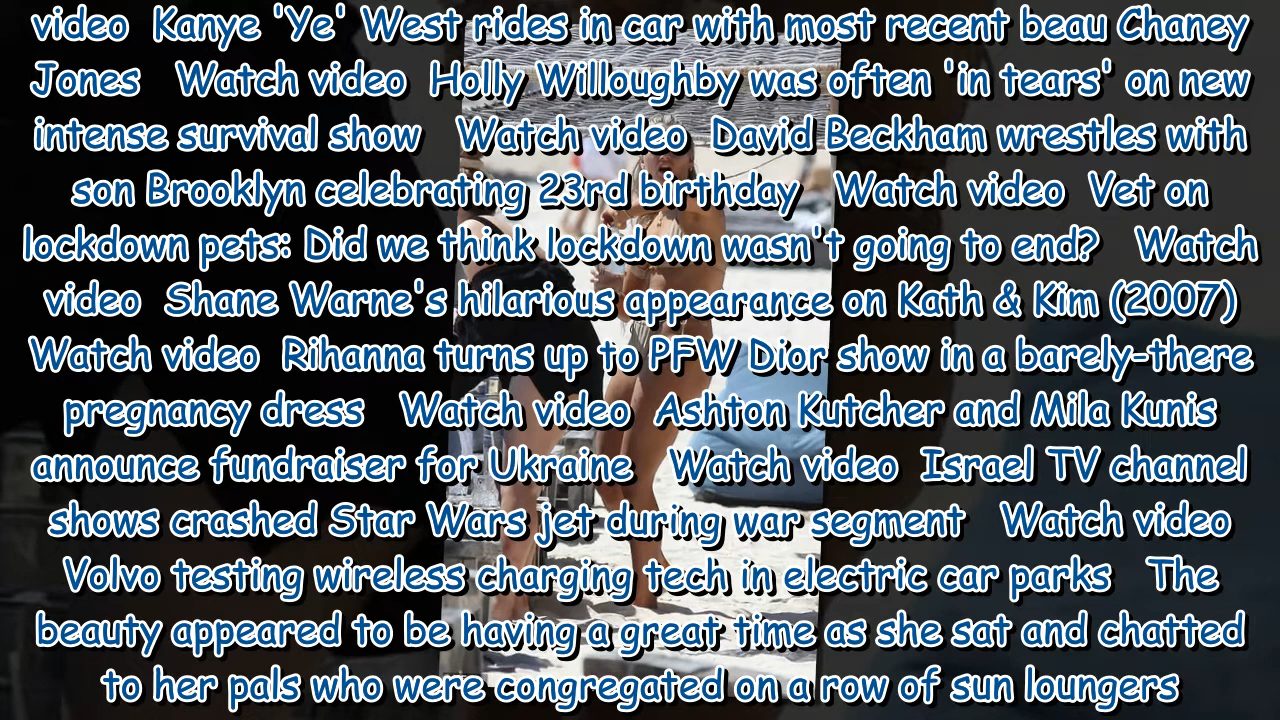 video  Kanye 'Ye' West rides in car with most recent beau Chaney
Jones   Watch video  Holly Willoughby was often 'in tears' on new
intense survival show   Watch video  David Beckham wrestles with
son Brooklyn celebrating 23rd birthday   Watch video  Vet on
lockdown pets: Did we think lockdown wasn't going to end?   Watch
video  Shane Warne's hilarious appearance on Kath & Kim (2007)
Watch video  Rihanna turns up to PFW Dior show in a barely-there
pregnancy dress   Watch video  Ashton Kutcher and Mila Kunis
announce fundraiser for Ukraine   Watch video  Israel TV channel
shows crashed Star Wars jet during war segment   Watch video
Volvo testing wireless charging tech in electric car parks   The
beauty appeared to be having a great time as she sat and chatted
to her pals who were congregated on a row of sun loungers